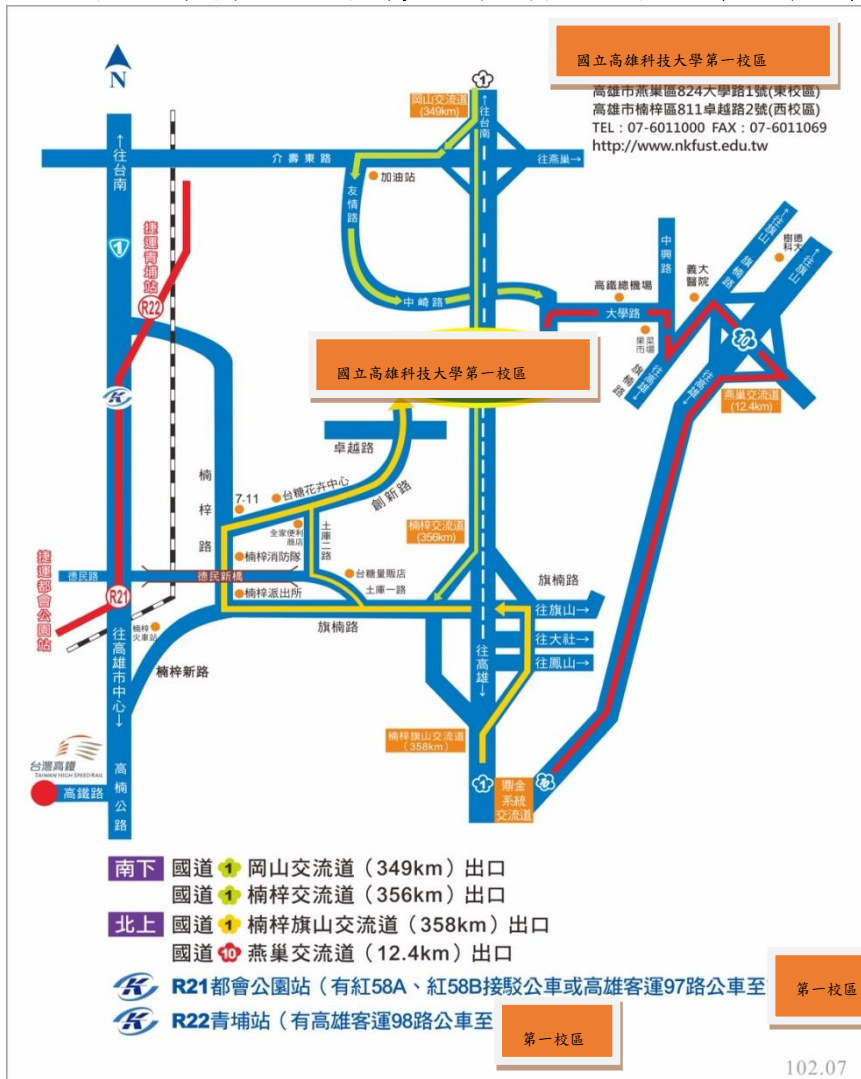 國立高雄科技大學第一校區
高雄市燕巢區824大學路1號(東校區)
高雄市楠梓區811卓越路2號(西校區)
TEL：07-6011000 FAX：07-6011069
http://www.nkfust.edu.tw
N
1
岡山交流道
(349km)
←往台南
←往台南
介壽東路
往燕巢→
加油站
友情路
中崎路
中興路
高鐵總機場
大學路
果菜市場
義大醫院
旗楠路
←往旗山
樹德科大
←往旗山
旗楠路
往高雄→
往高雄→
10
燕巢交流道
(12.4km)
1
捷運青埔站
R22
國立高雄科技大學第一校區
卓越路
創新路
楠梓路
7-11
台糖花卉中心
全家便利商店
土庫二路
楠梓交流道
(356km)
楠梓消防隊
德民路
德民新橋
台糖量販店
土庫一路
旗楠路
R21
捷運都會公園站
楠梓派出所
旗楠路
往旗山→
往大社→
往鳳山→
楠梓火車站
楠梓新路
往高雄市中心→
往高雄→
楠梓旗山交流道
(358km)
台灣高鐵
TAIWAN HIGH SPEED RAIL
高鐵路
高楠公路
1
鼎金系統交流道
南下 國道 1 岡山交流道（349km）出口
國道 1 楠梓交流道（356km）出口
北上 國道 1 楠梓旗山交流道（358km）出口
國道 10 燕巢交流道（12.4km）出口
R21都會公園站（有紅58A、紅58B接駁公車或高雄客運97路公車至 第一校區
R22青埔站（有高雄客運98路公車至 第一校區
102.07